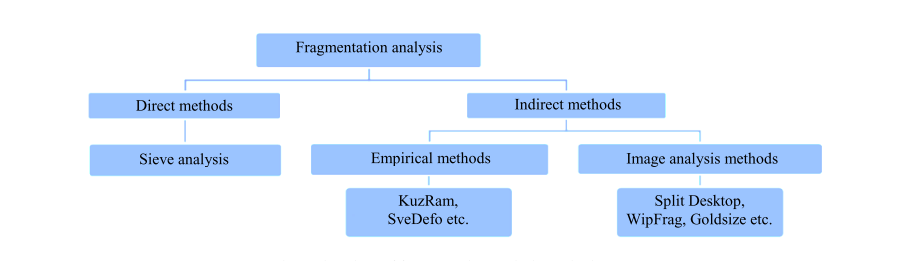 Fragmentation analysis
Direct methods
Indirect methods
Sieve analysis
Empirical methods
Image analysis methods
KuzRam,
SveDefo etc.
Split Desktop,
WipFrag, Goldsize etc.